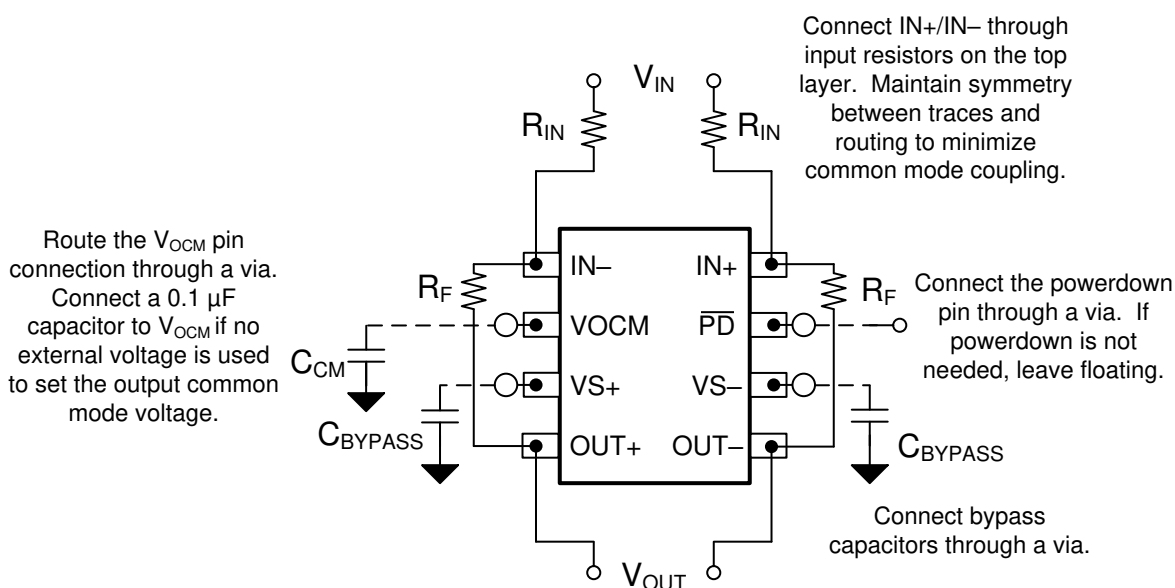 Connect IN+/IN– through
input resistors on the top
layer. Maintain symmetry
between traces and
routing to minimize
common mode coupling.
V_IN
R_IN
R_IN
Route the V_OCM pin
connection through a via.
Connect a 0.1 µF
capacitor to V_OCM if no
external voltage is used
to set the output common
mode voltage.
IN–
IN+
R_F
R_F
VOCM
P̅D̅
C_CM
VS+
VS–
C_BYPASS
C_BYPASS
OUT+
OUT–
Connect the powerdown
pin through a via. If
powerdown is not
needed, leave floating.
Connect bypass
capacitors through a via.
V_OUT